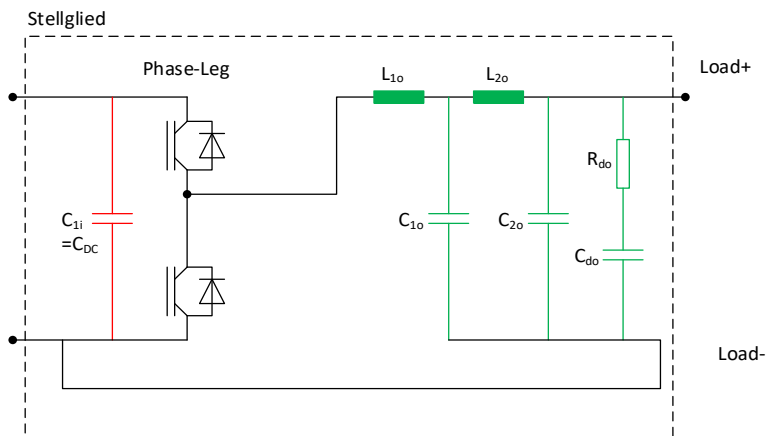 Stellglied
Phase-Leg
L1o
L2o
Load+
Rdo
C1i
=CDC
C1o
C2o
Cdo
Load-